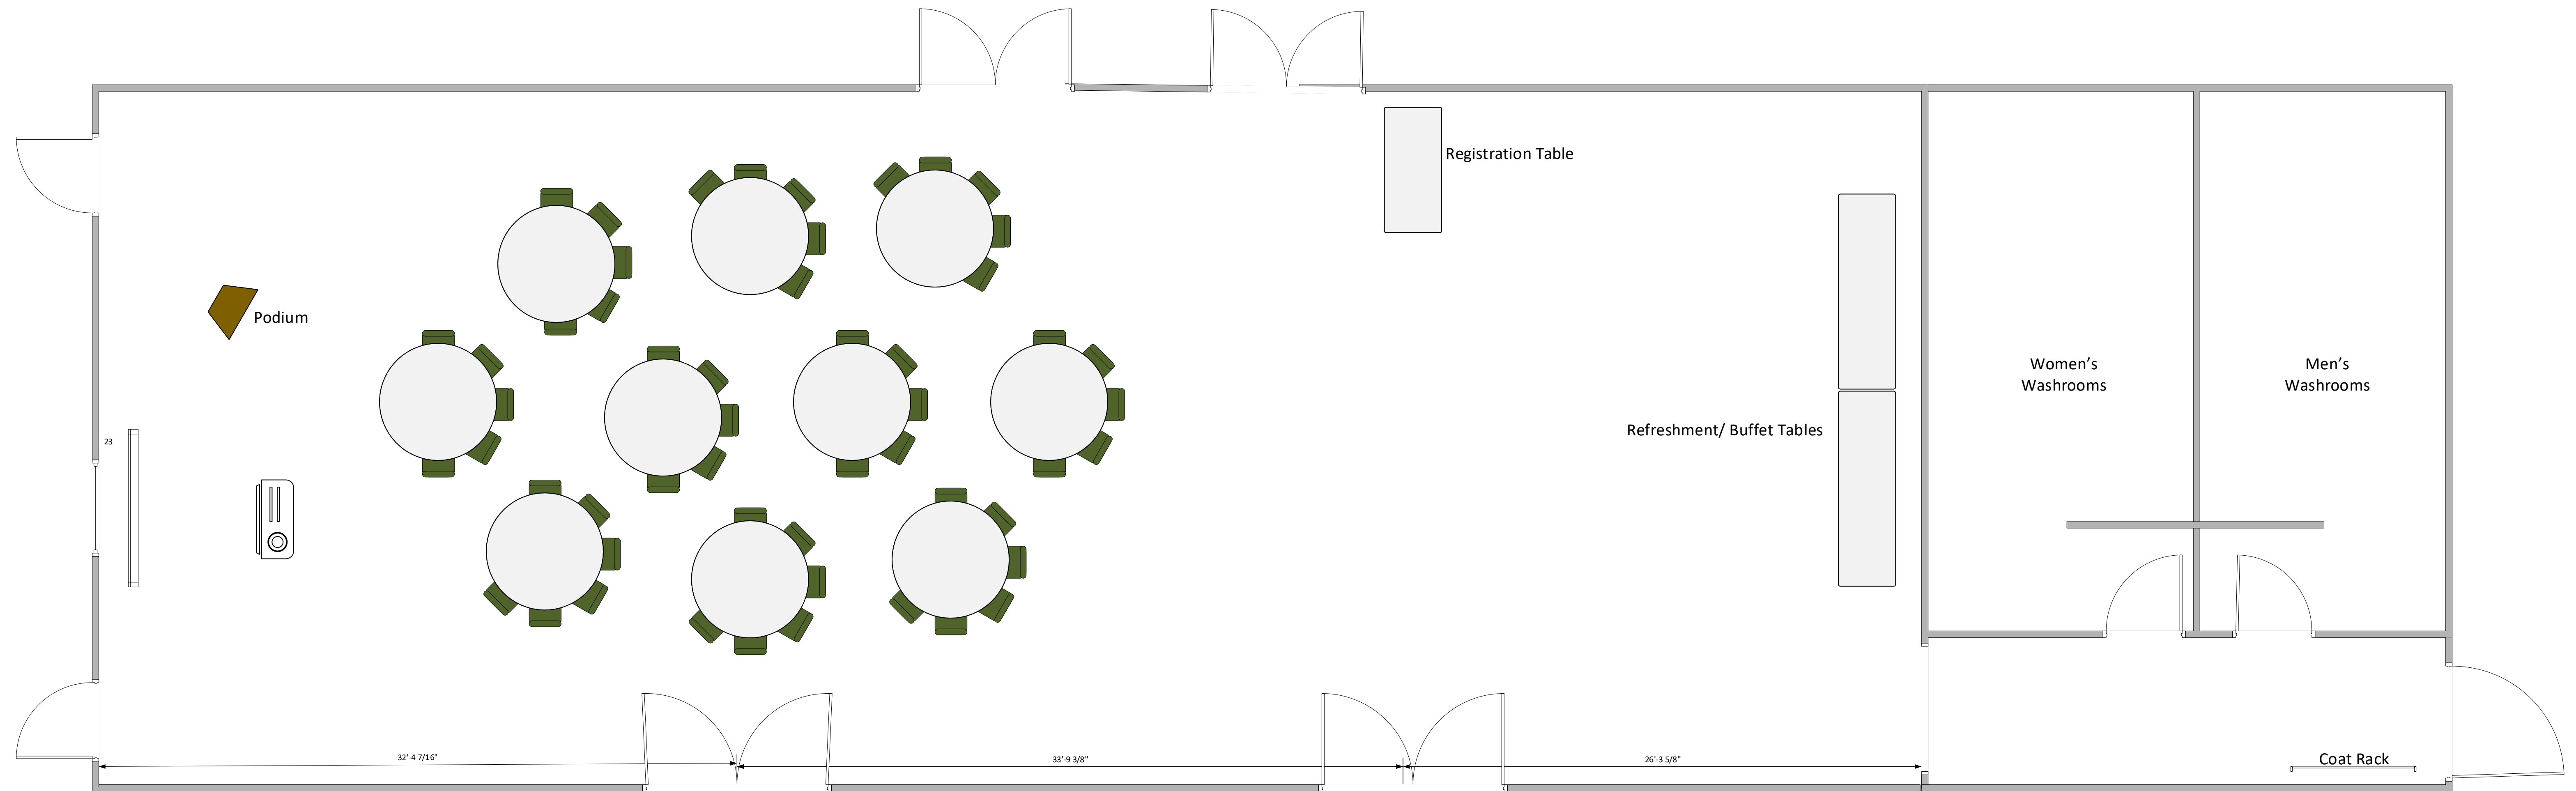 Registration Table
Podium
Women's
Washrooms
Men's
Washrooms
Refreshment/ Buffet Tables
23
32'-4 7/16"
33'-9 3/8"
26'-3 5/8"
Coat Rack